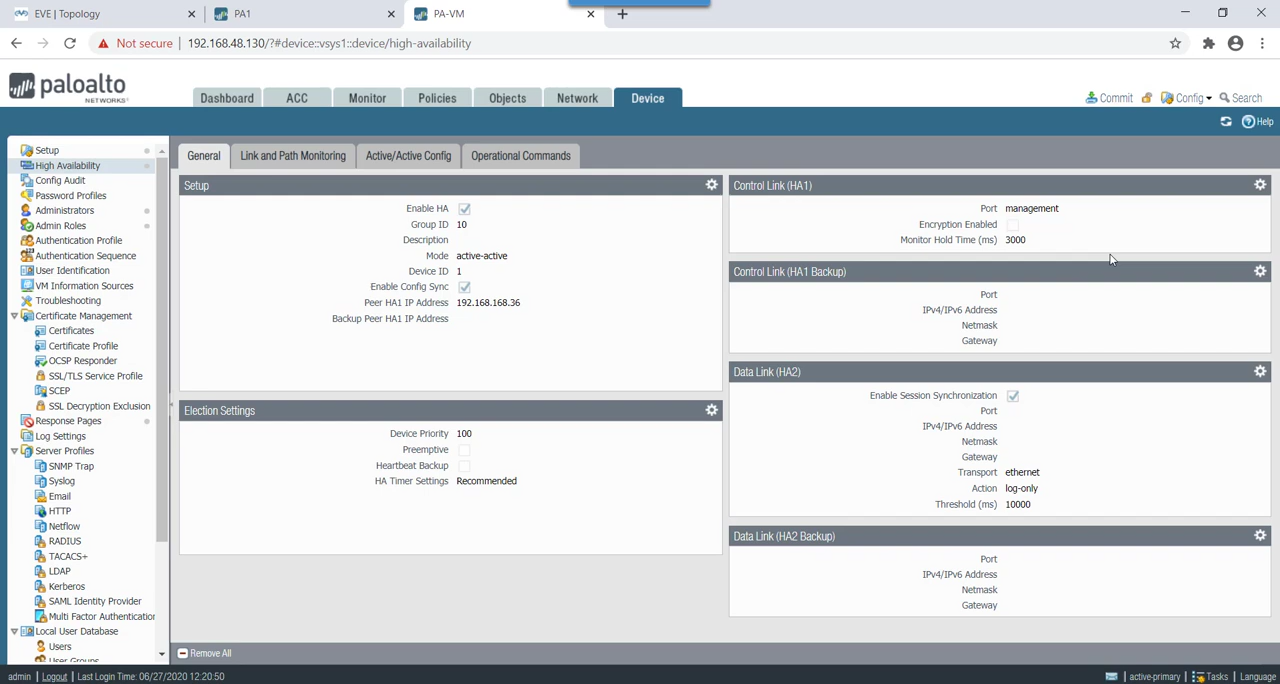 EVE | Topology
PA1
PA-VM
Not secure | 192.168.48.130/?#device::vsys1::device/high-availability
paloalto
NETWORKS®
Dashboard
ACC
Monitor
Policies
Objects
Network
Device
Commit
Config
Search
Help
Setup
High Availability
Config Audit
Password Profiles
Administrators
Admin Roles
Authentication Profile
Authentication Sequence
User Identification
VM Information Sources
Troubleshooting
Certificate Management
Certificates
Certificate Profile
OCSP Responder
SSL/TLS Service Profile
SCEP
SSL Decryption Exclusion
Response Pages
Log Settings
Server Profiles
SNMP Trap
Syslog
Email
HTTP
Netflow
RADIUS
TACACS+
LDAP
Kerberos
SAML Identity Provider
Multi Factor Authentication
Local User Database
Users
User Groups
General
Link and Path Monitoring
Active/Active Config
Operational Commands
Setup
Enable HA
Group ID 10
Description
Mode active-active
Device ID 1
Enable Config Sync
Peer HA1 IP Address 192.168.168.36
Backup Peer HA1 IP Address
Election Settings
Device Priority 100
Preemptive
Heartbeat Backup
HA Timer Settings Recommended
Control Link (HA1)
Port management
Encryption Enabled
Monitor Hold Time (ms) 3000
Control Link (HA1 Backup)
Port
IPv4/IPv6 Address
Netmask
Gateway
Data Link (HA2)
Enable Session Synchronization
Port
IPv4/IPv6 Address
Netmask
Gateway
Transport ethernet
Action log-only
Threshold (ms) 10000
Data Link (HA2 Backup)
Port
IPv4/IPv6 Address
Netmask
Gateway
Remove All
admin | Logout | Last Login Time: 06/27/2020 12:20:50
active-primary | Tasks | Language